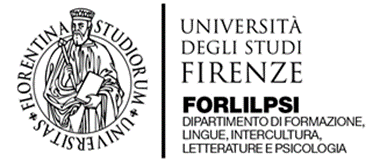 FLORENTINA STUDIORUM UNIVERSITAS
UNIVERSITÀ
DEGLI STUDI
FIRENZE
FORLILPSI
DIPARTIMENTO DI FORMAZIONE,
LINGUE, INTERCULTURA,
LETTERATURE E PSICOLOGIA